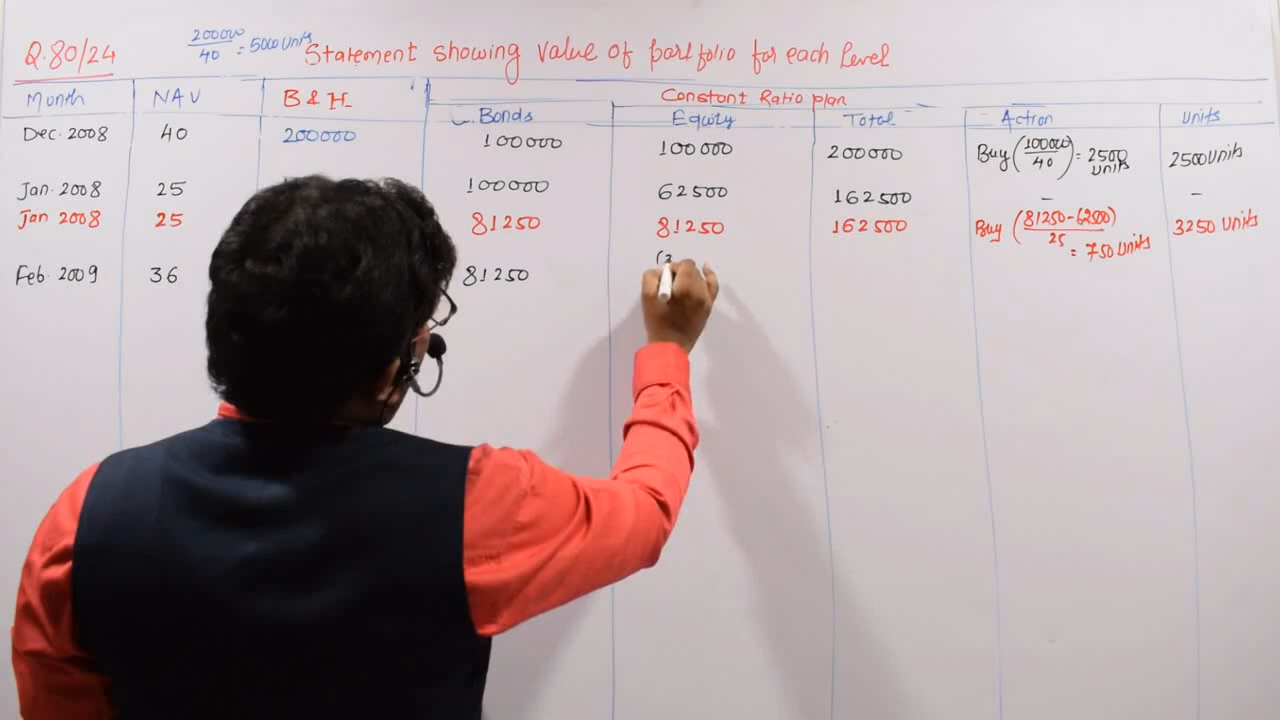 Q.80/24
200000/40 = 5000 Units
Statement showing value of portfolio for each level
Month NAV B & H Constant Ratio plan
Bonds Equity Total Action Units
Dec. 2008 40 200000 100000 100000 200000 Buy (100000/40) = 2500 Units 2500 Units
Jan. 2008 25 100000 62500 162500 - -
Jan 2008 25 81250 81250 162500 Buy (81250-62500)/25 = 750 Units 3250 Units
Feb. 2009 36 81250